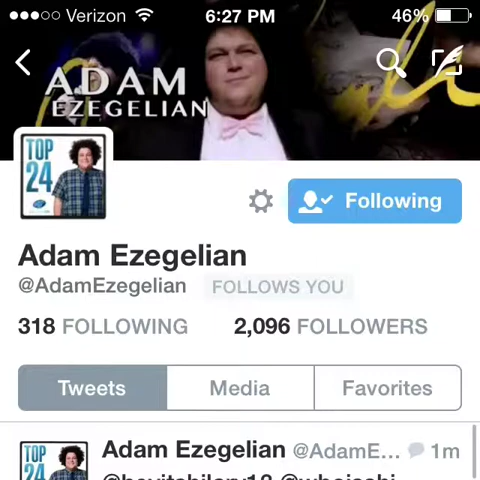 Verizon 6:27 PM 46%
ADAM
EZEGELIAN
TOP
24
Following
Adam Ezegelian
@AdamEzegelian FOLLOWS YOU
318 FOLLOWING 2,096 FOLLOWERS
Tweets Media Favorites
Adam Ezegelian @AdamE... 1m
TOP
24